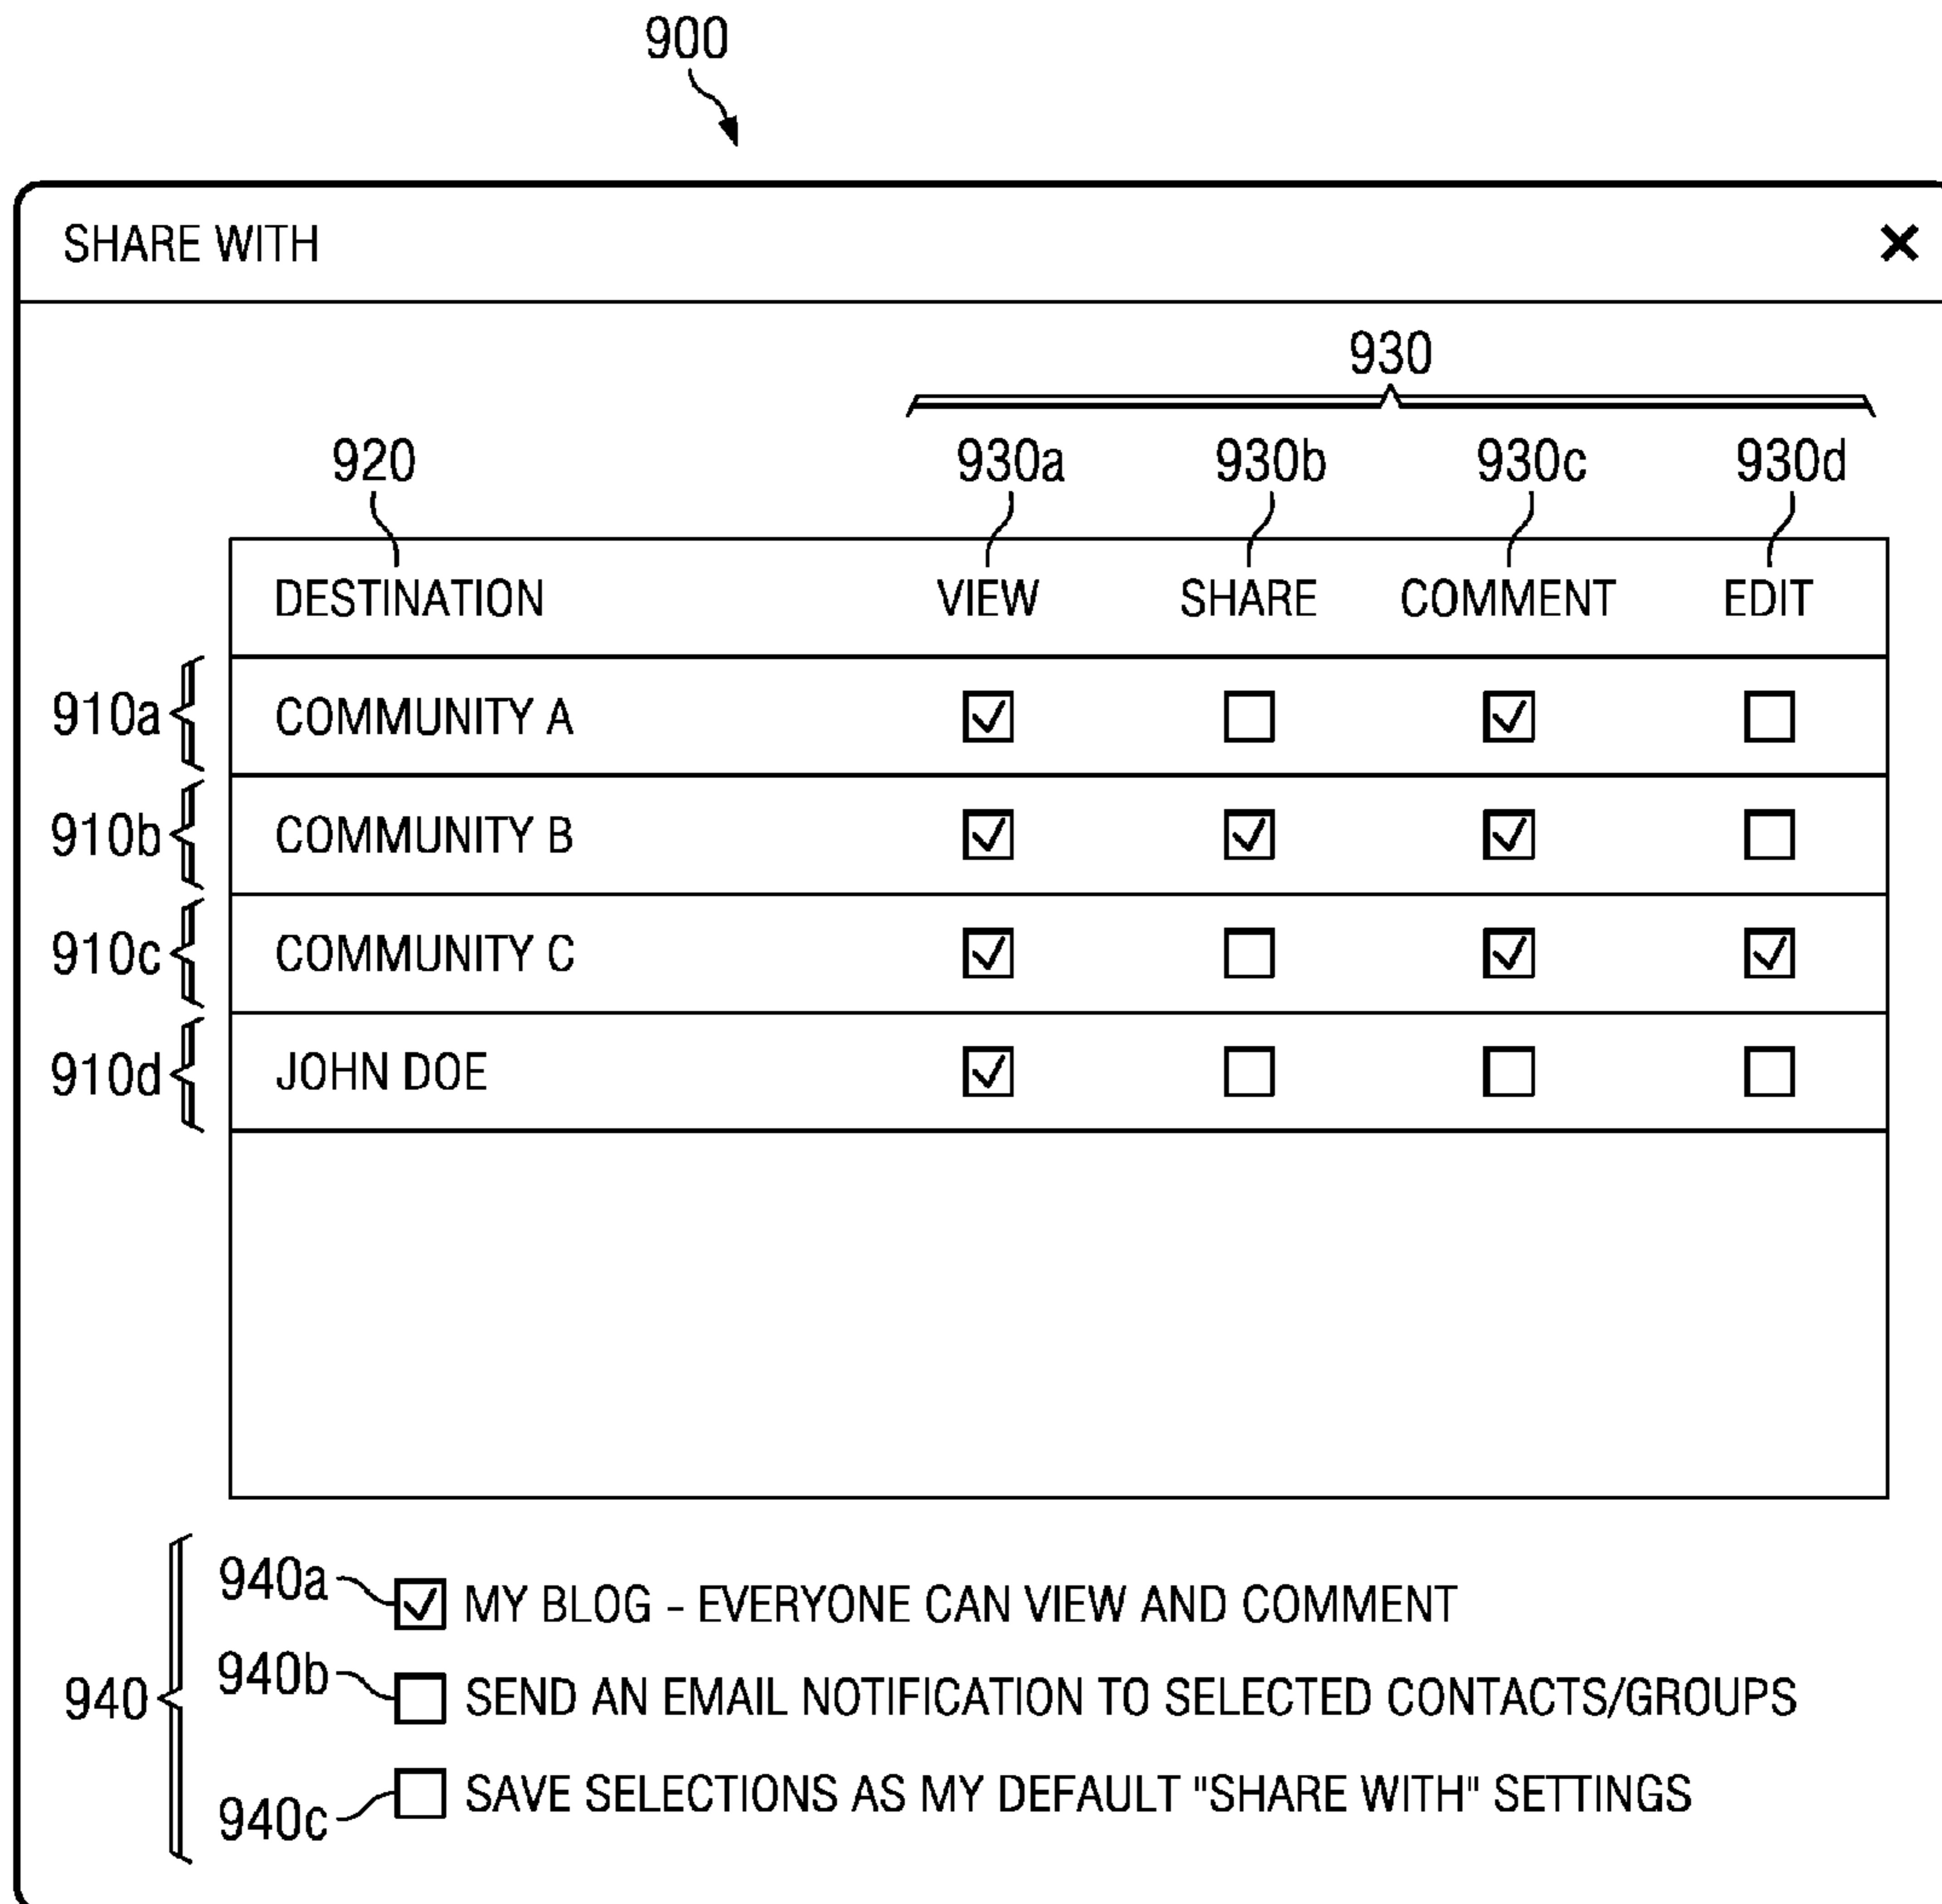 900
SHARE WITH
930
920 930a 930b 930c 930d
DESTINATION VIEW SHARE COMMENT EDIT
910a COMMUNITY A
910b COMMUNITY B
910c COMMUNITY C
910d JOHN DOE
940
940a MY BLOG - EVERYONE CAN VIEW AND COMMENT
940b SEND AN EMAIL NOTIFICATION TO SELECTED CONTACTS/GROUPS
940c SAVE SELECTIONS AS MY DEFAULT "SHARE WITH" SETTINGS